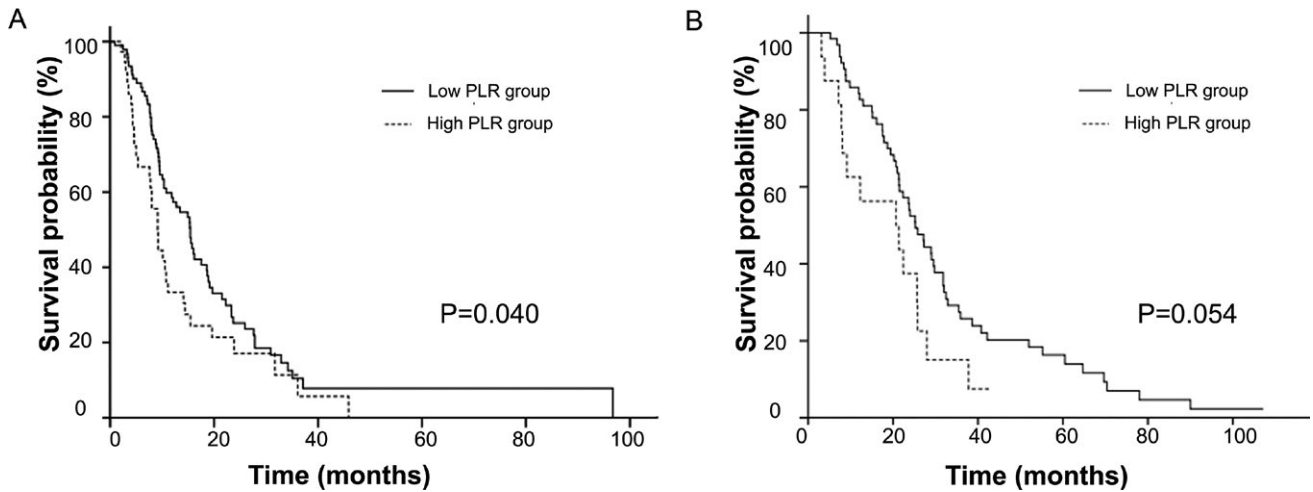 A
Survival probability (%)
100
80
60
40
20
0
Low PLR group
High PLR group
P=0.040
0 20 40 60 80 100
Time (months)
B
Survival probability (%)
100
80
60
40
20
0
Low PLR group
High PLR group
P=0.054
0 20 40 60 80 100
Time (months)